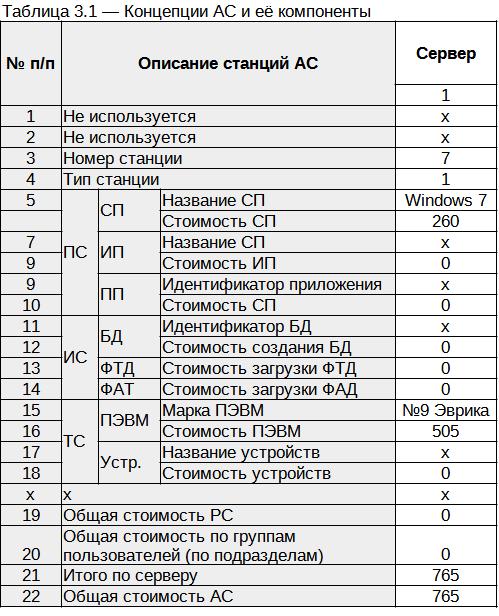 Таблица 3.1 — Концепции АС и её компоненты
№ п/п Описание станций АС Сервер
1
1 Не используется x
2 Не используется x
3 Номер станции 7
4 Тип станции 1
5 ПС СП Название СП Windows 7
Стоимость СП 260
7 ИП Название СП x
9 Стоимость ИП 0
9 ПП Идентификатор приложения x
10 Стоимость СП 0
11 ИС БД Идентификатор БД x
12 Стоимость создания БД 0
13 ФТД Стоимость загрузки ФТД 0
14 ФАТ Стоимость загрузки ФАД 0
15 ТС ПЭВМ Марка ПЭВМ №9 Эврика
16 Стоимость ПЭВМ 505
17 Устр. Название устройств x
18 Стоимость устройств 0
x x x
19 Общая стоимость РС 0
Общая стоимость по группам
20 пользователей (по подразделам) 0
21 Итого по серверу 765
22 Общая стоимость АС 765